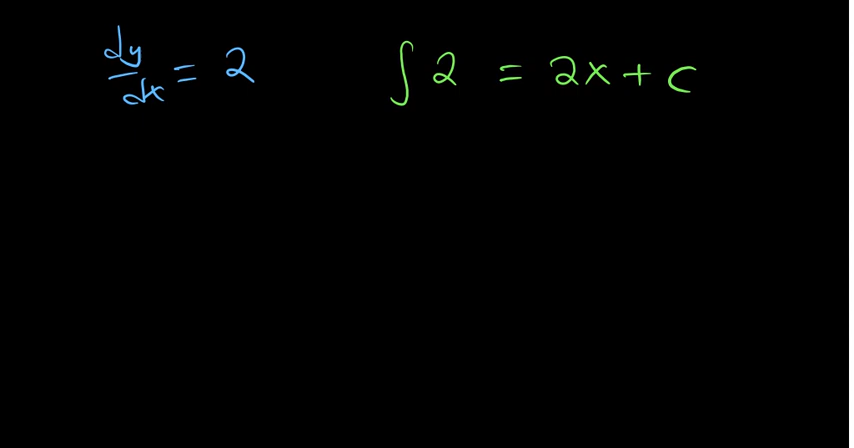 dy/dx = 2
∫ 2 = 2x + c